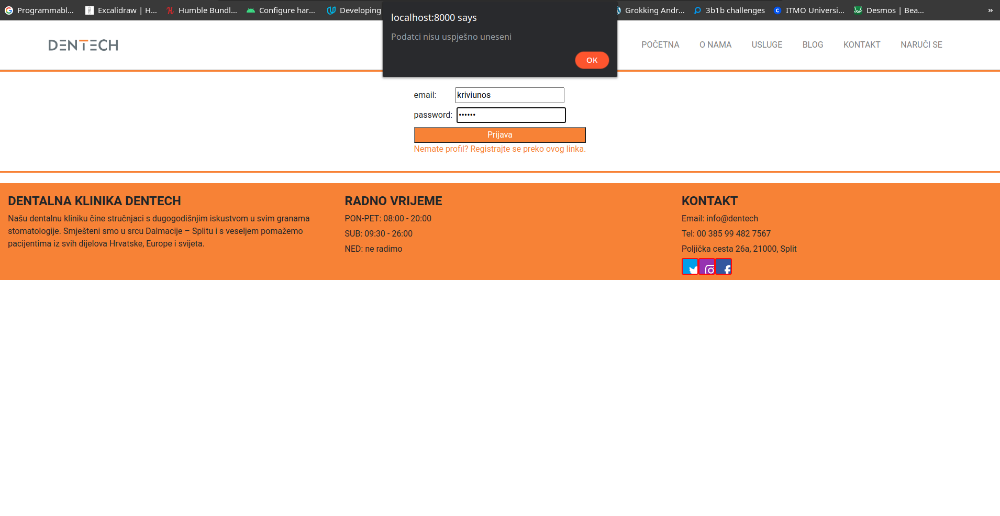 Programmabl...
Excalidraw | H...
Humble Bundl...
Configure har...
Developing
Grokking Andr...
3b1b challenges
ITMO Universi...
Desmos | Bea...
»
localhost:8000 says
Podatci nisu uspješno uneseni
OK
DENTECH
POČETNA
O NAMA
USLUGE
BLOG
KONTAKT
NARUČI SE
email: kriviunos
password: ••••••
Prijava
Nemate profil? Registrajte se preko ovog linka.
DENTALNA KLINIKA DENTECH
Našu dentalnu kliniku čine stručnjaci s dugogodišnjim iskustvom u svim granama
stomatologije. Smješteni smo u srcu Dalmacije – Splitu i s veseljem pomažemo
pacijentima iz svih dijelova Hrvatske, Europe i svijeta.
RADNO VRIJEME
PON-PET: 08:00 - 20:00
SUB: 09:30 - 26:00
NED: ne radimo
KONTAKT
Email: info@dentech
Tel: 00 385 99 482 7567
Poljička cesta 26a, 21000, Split